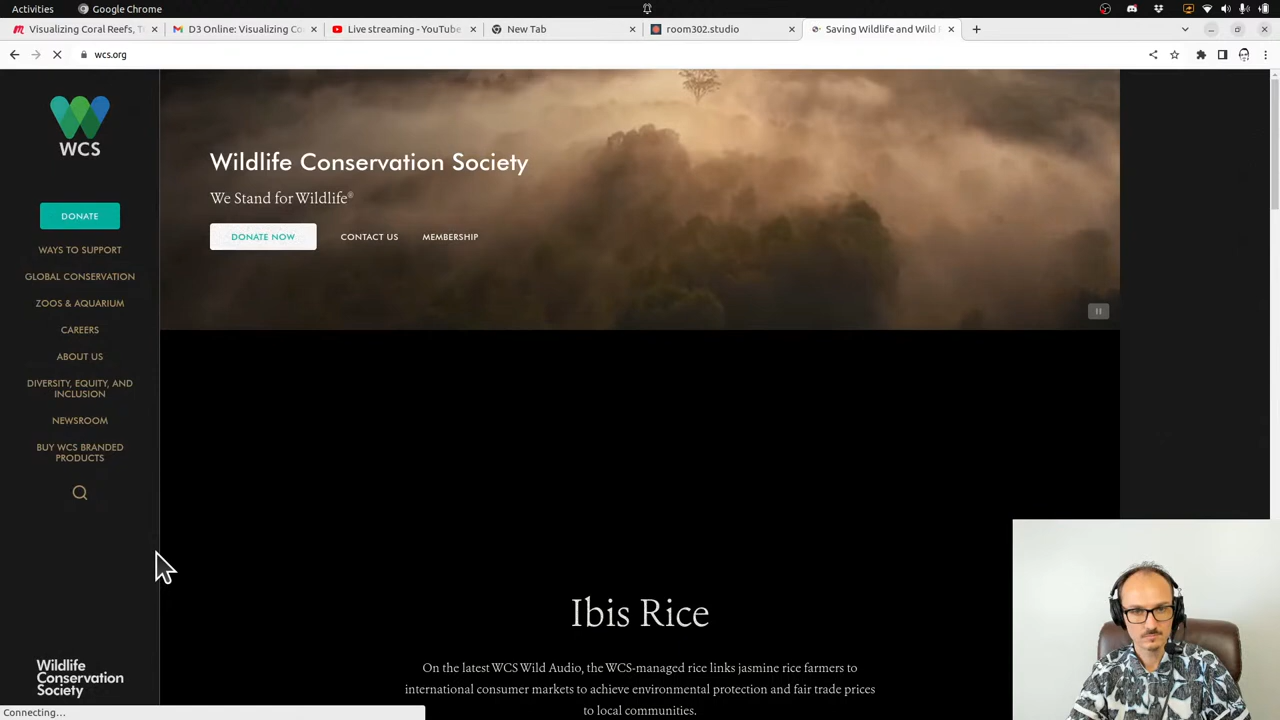 Activities
Google Chrome
Visualizing Coral Reefs, T
D3 Online: Visualizing Co
Live streaming - YouTube
New Tab
room302.studio
Saving Wildlife and Wild
wcs.org
WCS
DONATE
WAYS TO SUPPORT
GLOBAL CONSERVATION
ZOOS & AQUARIUM
CAREERS
ABOUT US
DIVERSITY, EQUITY, AND
INCLUSION
NEWSROOM
BUY WCS BRANDED
PRODUCTS
Wildlife
Conservation
Society
Wildlife Conservation Society
We Stand for Wildlife®
DONATE NOW
CONTACT US
MEMBERSHIP
Ibis Rice
On the latest WCS Wild Audio, the WCS-managed rice links jasmine rice farmers to
international consumer markets to achieve environmental protection and fair trade prices
to local communities.
Connecting…